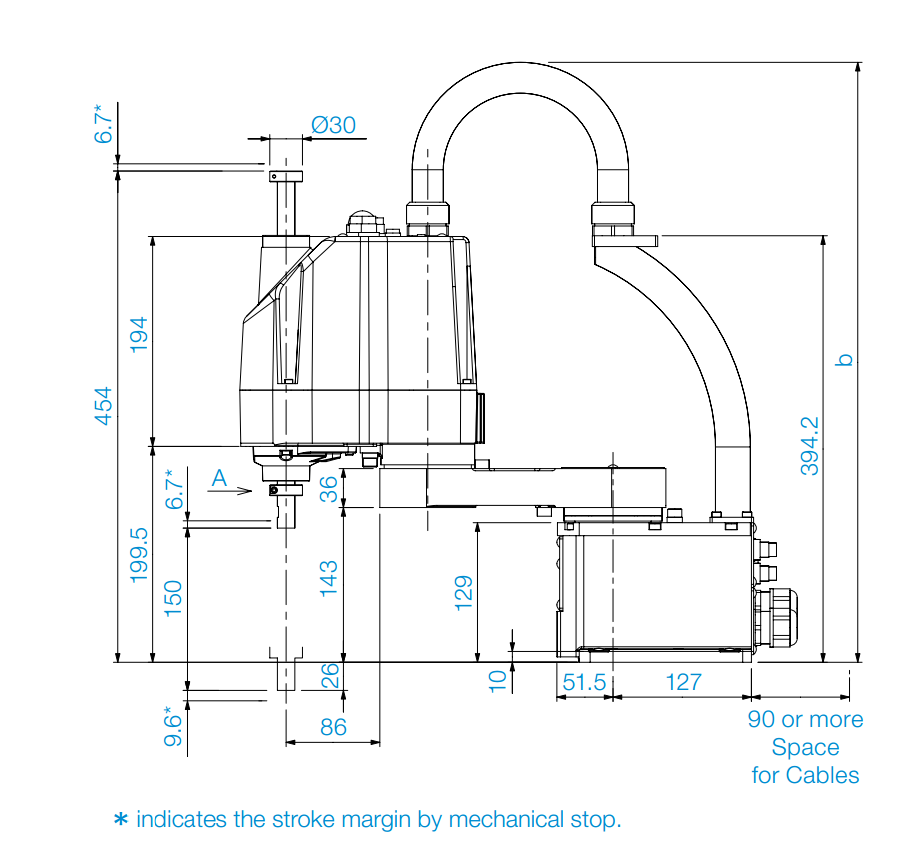 6.7*
Ø30
194
454
b
394.2
A
6.7*
36
199.5
150
143
129
26
10
51.5
127
9.6*
86
90 or more
Space
for Cables
* indicates the stroke margin by mechanical stop.